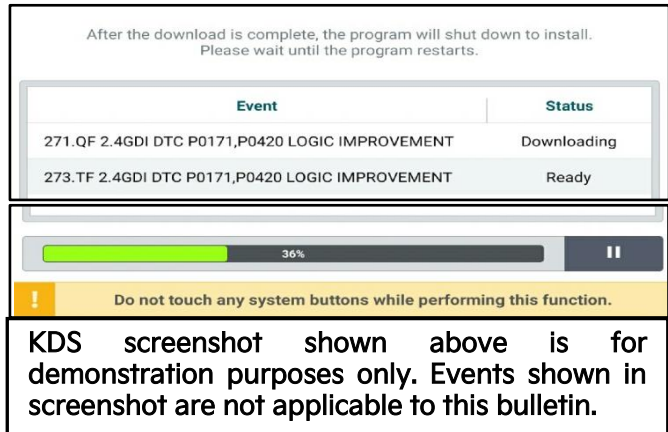 After the download is complete, the program will shut down to install.
Please wait until the program restarts.
Event Status
271.QF 2.4GDI DTC P0171,P0420 LOGIC IMPROVEMENT Downloading
273.TF 2.4GDI DTC P0171,P0420 LOGIC IMPROVEMENT Ready
36%
! Do not touch any system buttons while performing this function.
KDS screenshot shown above is for
demonstration purposes only. Events shown in
screenshot are not applicable to this bulletin.